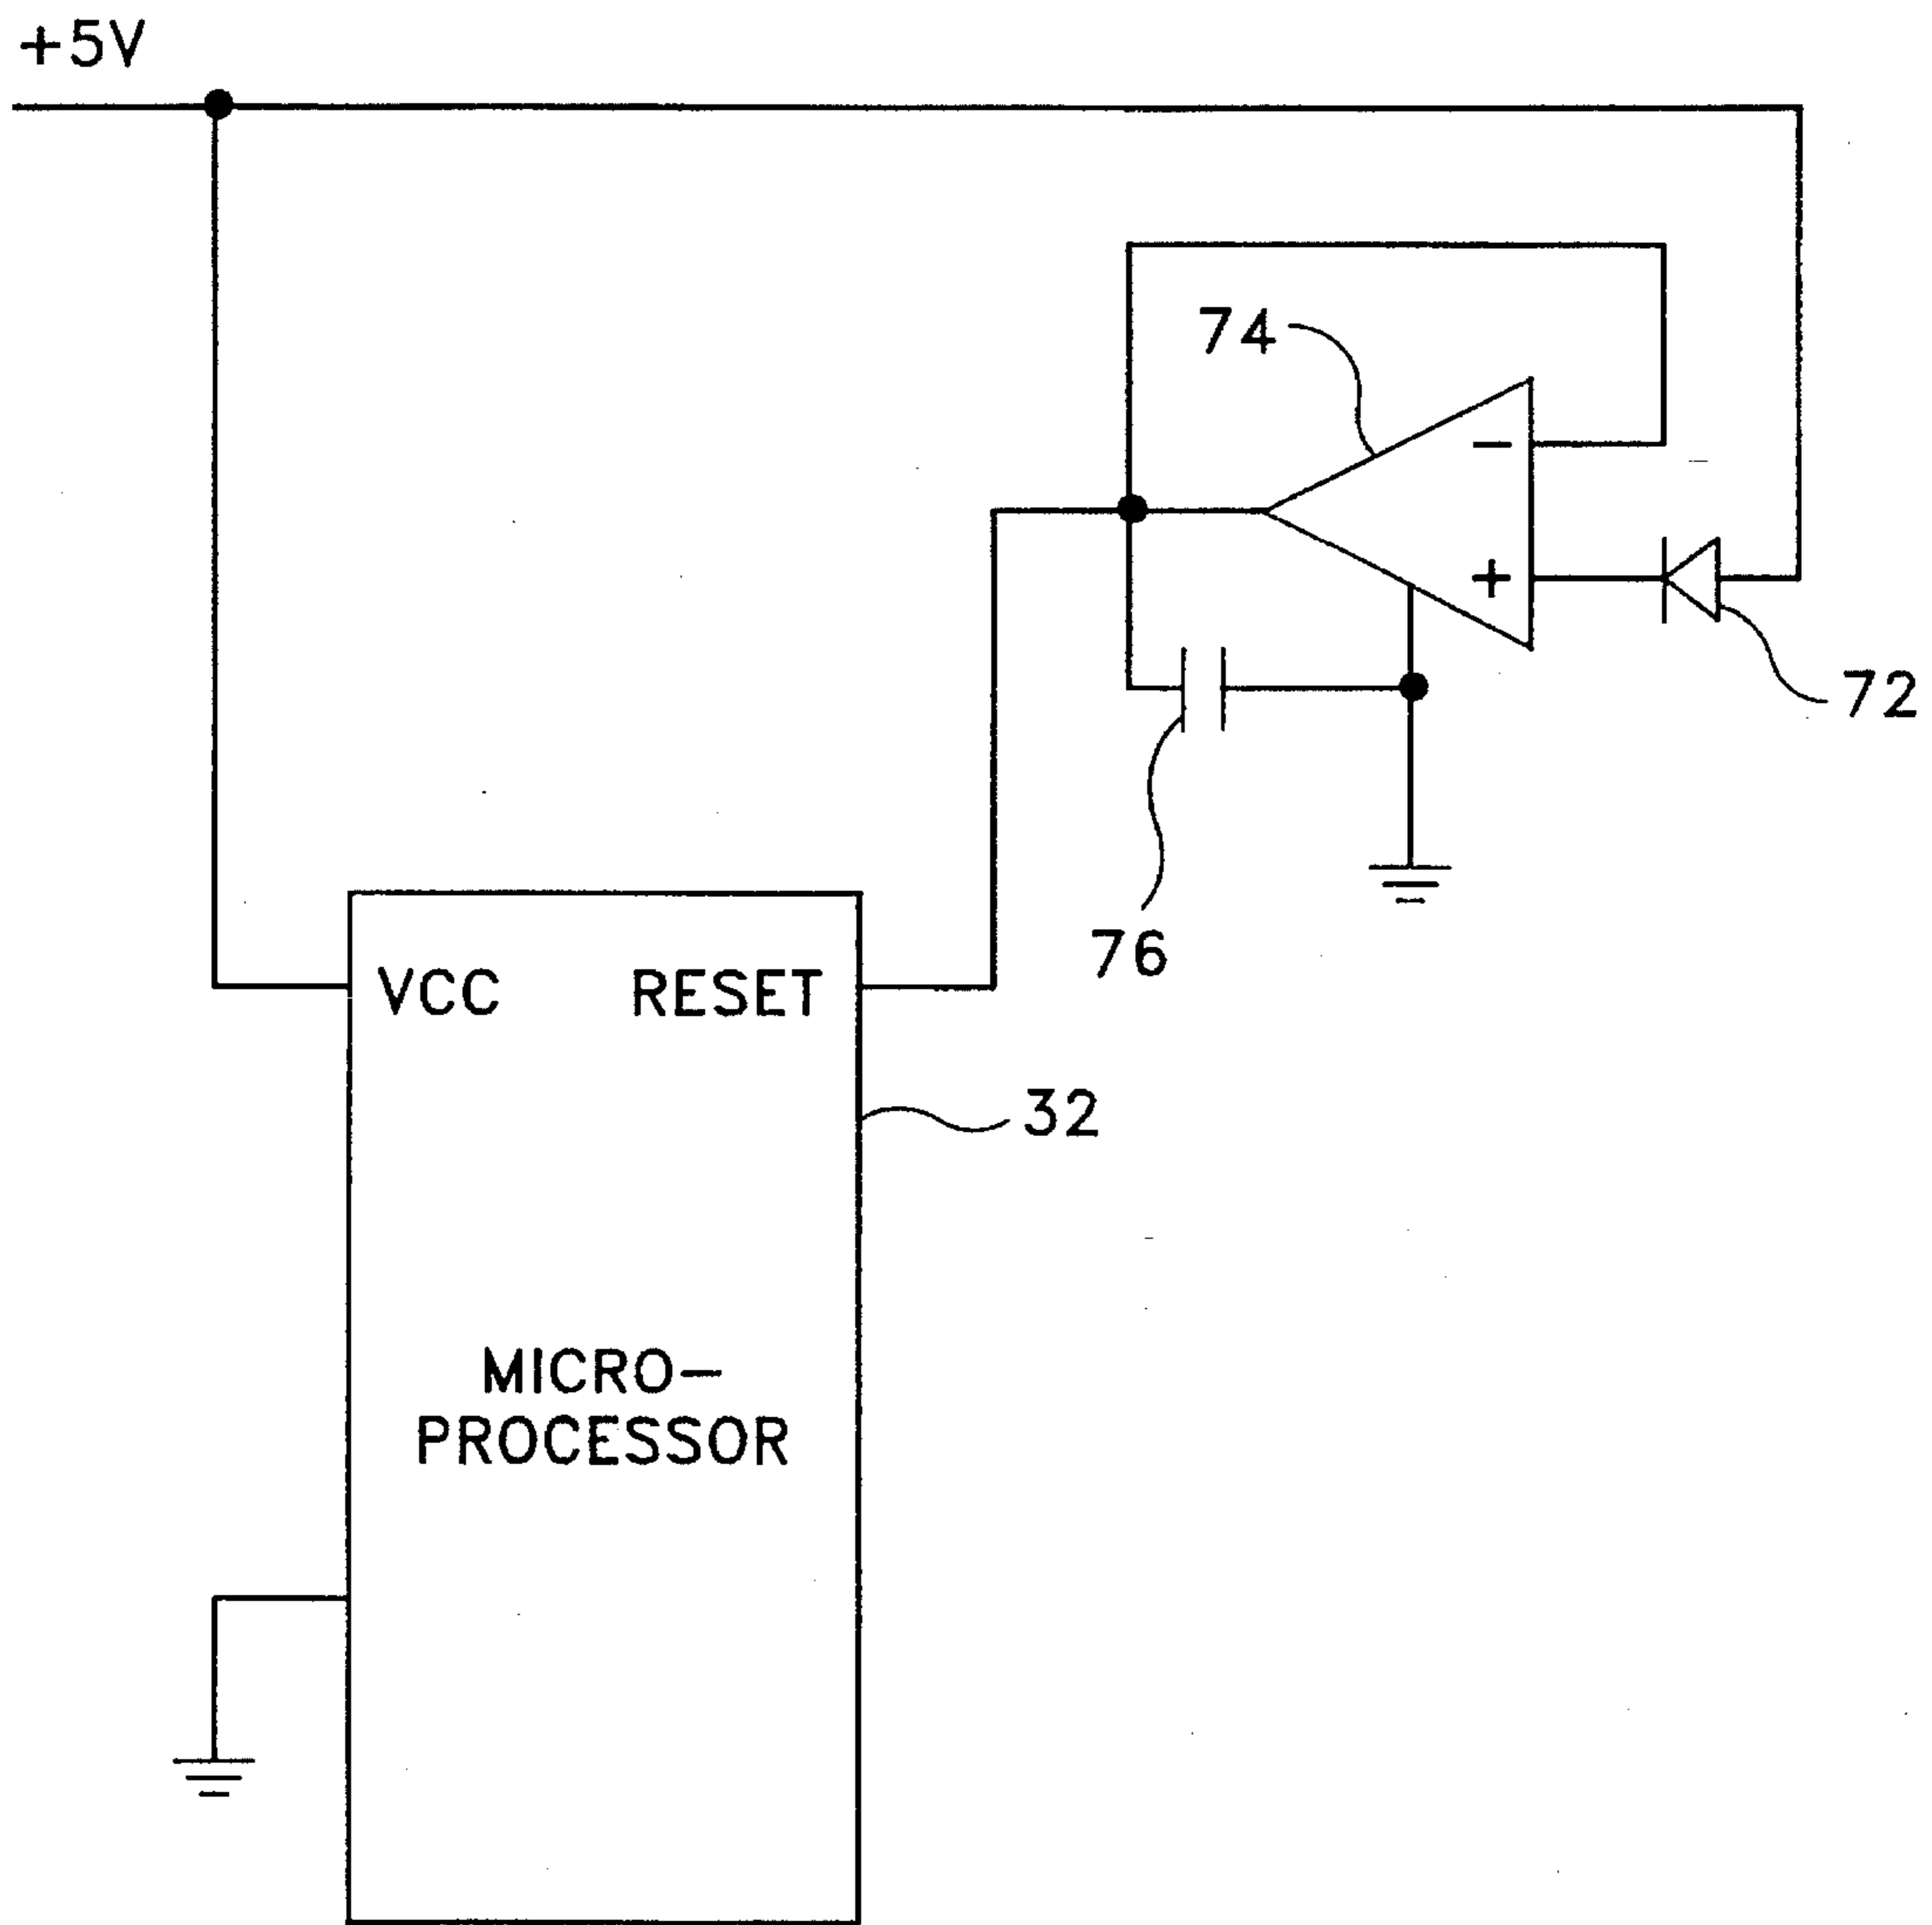 +5V
74
-
+
72
76
VCC RESET
32
MICRO-
PROCESSOR